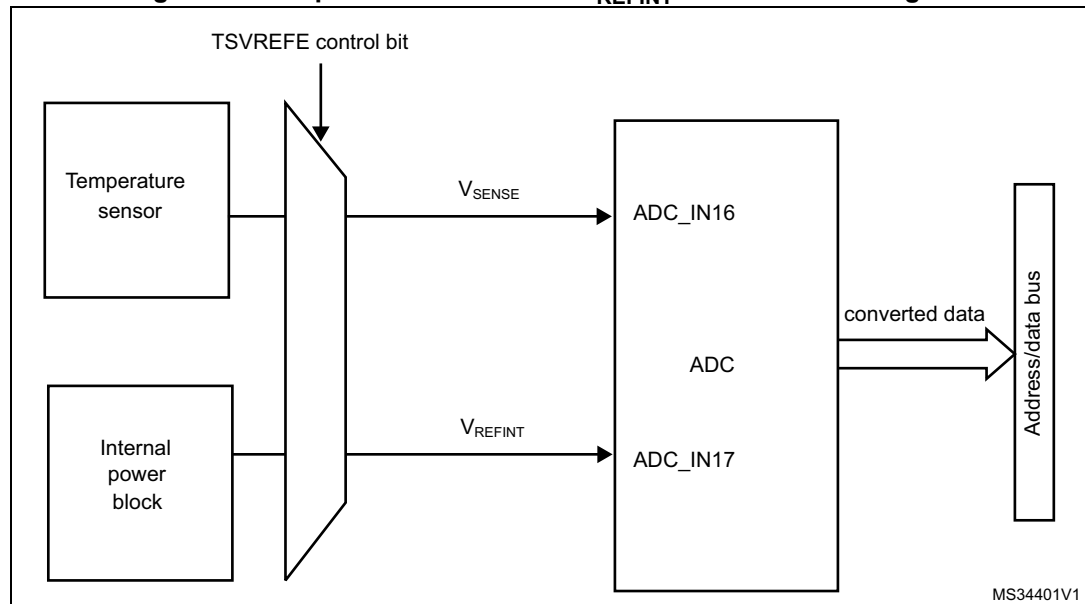 REFINT
TSVREFE control bit
Temperature
sensor
VSENSE
ADC_IN16
converted data
Address/data bus
ADC
Internal
power
block
VREFINT
ADC_IN17
MS34401V1